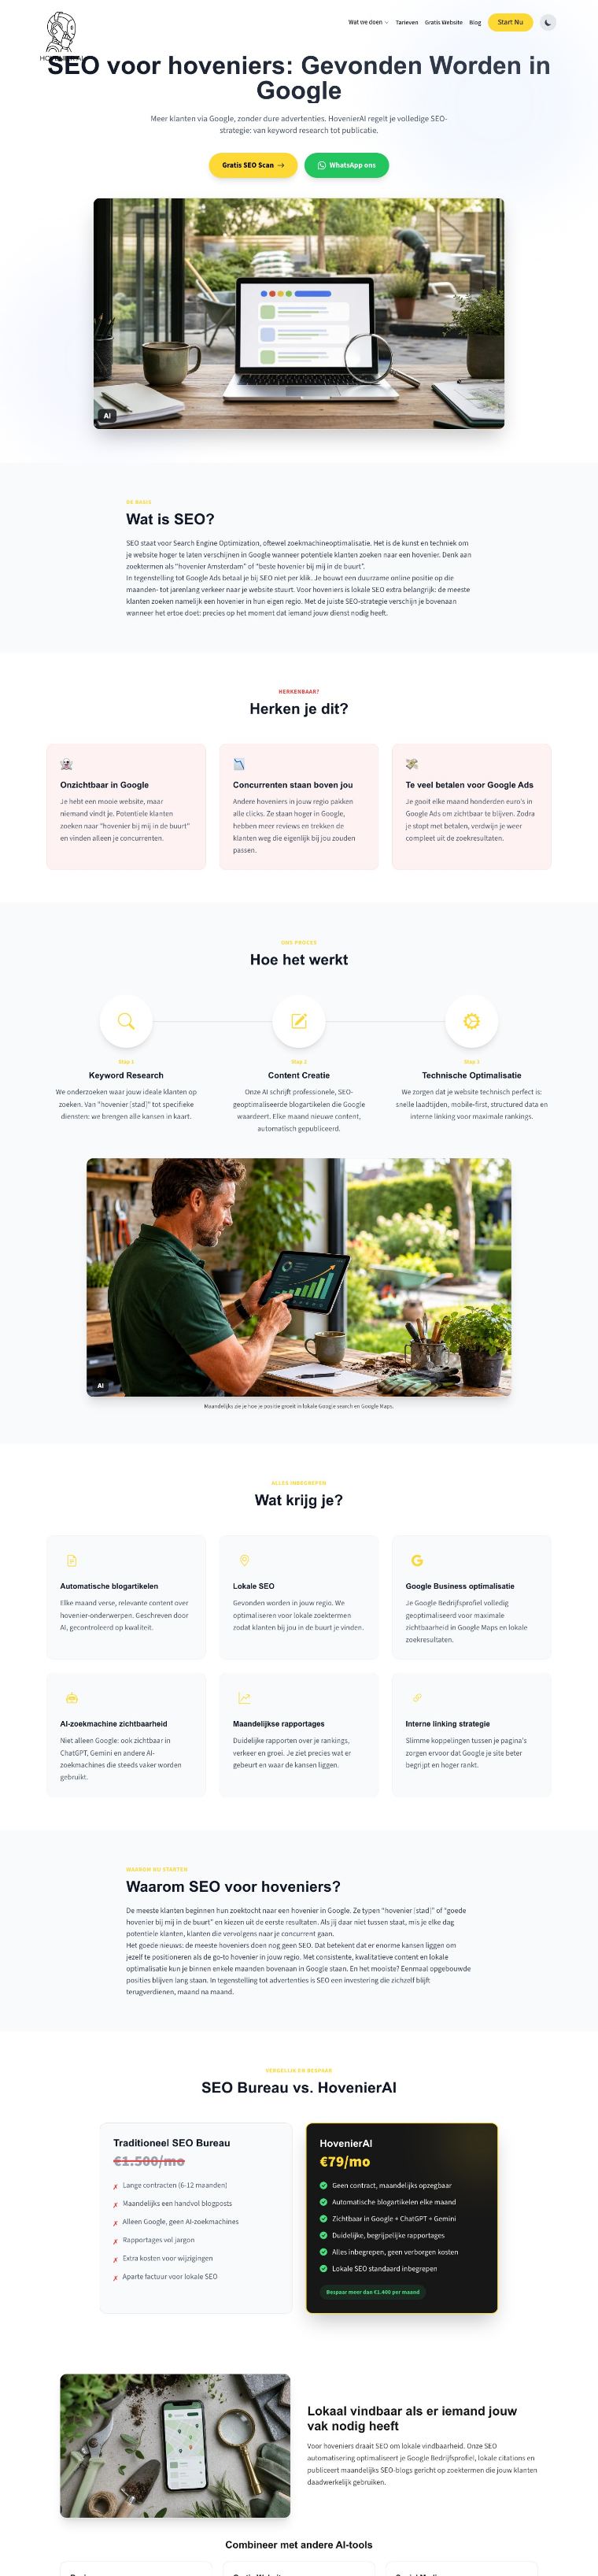 Wat we doen
Tarieven
Gratis Website
Blog
Start Nu
SEO voor hoveniers: Gevonden Worden in
Google
Meer klanten via Google, zonder dure advertenties. HovenierAI regelt je volledige SEO-
strategie: van keyword research tot publicatie.
Gratis SEO Scan →
WhatsApp ons
AI
DE BASIS
Wat is SEO?
SEO staat voor Search Engine Optimization, oftewel zoekmachineoptimalisatie. Het is de kunst en techniek om
je website hoger te laten verschijnen in Google wanneer potentiële klanten zoeken naar een hovenier. Denk aan
zoektermen als "hovenier Amsterdam" of "beste hovenier bij mij in de buurt".
In tegenstelling tot Google Ads betaal je bij SEO niet per klik. Je bouwt een duurzame online positie op die
maanden- tot jarenlang verkeer naar je website stuurt. Voor hoveniers is lokale SEO extra belangrijk: de meeste
klanten zoeken namelijk een hovenier in hun eigen regio. Met de juiste SEO-strategie verschijn je bovenaan
wanneer het ertoe doet: precies op het moment dat iemand jouw dienst nodig heeft.
HERKENBAAR?
Herken je dit?
Onzichtbaar in Google
Je hebt een mooie website, maar
niemand vindt je. Potentiële klanten
zoeken naar "hovenier bij mij in de buurt"
en vinden alleen je concurrenten.
Concurrenten staan boven jou
Andere hoveniers in jouw regio pakken
alle clicks. Ze staan hoger in Google,
hebben meer reviews en trekken de
klanten weg die eigenlijk bij jou zouden
passen.
Te veel betalen voor Google Ads
Je gooit elke maand honderden euro's in
Google Ads om zichtbaar te blijven. Zodra
je stopt met betalen, verdwijn je weer
compleet uit de zoekresultaten.
ONS PROCES
Hoe het werkt
Stap 1
Keyword Research
We onderzoeken waar jouw ideale klanten op
zoeken. Van "hovenier [stad]" tot specifieke
diensten: we brengen alle kansen in kaart.
Stap 2
Content Creatie
Onze AI schrijft professionele, SEO-
geoptimaliseerde blogartikelen die Google
waardeert. Elke maand nieuwe content,
automatisch gepubliceerd.
Stap 3
Technische Optimalisatie
We zorgen dat je website technisch perfect is:
snelle laadtijden, mobile-first, structured data en
interne linking voor maximale rankings.
AI
Maandelijks zie je hoe je positie groeit in lokale Google search en Google Maps.
ALLES INBEGREPEN
Wat krijg je?
Automatische blogartikelen
Elke maand verse, relevante content over
hovenier-onderwerpen. Geschreven door
AI, gecontroleerd op kwaliteit.
Lokale SEO
Gevonden worden in jouw regio. We
optimaliseren voor lokale zoektermen
zodat klanten bij jou in de buurt je vinden.
Google Business optimalisatie
Je Google Bedrijfsprofiel volledig
geoptimaliseerd voor maximale
zichtbaarheid in Google Maps en lokale
zoekresultaten.
AI-zoekmachine zichtbaarheid
Niet alleen Google: ook zichtbaar in
ChatGPT, Gemini en andere AI-
zoekmachines die steeds vaker worden
gebruikt.
Maandelijkse rapportages
Duidelijke rapporten over je rankings,
verkeer en groei. Je ziet precies wat er
gebeurt en waar de kansen liggen.
Interne linking strategie
Slimme koppelingen tussen je pagina's
zorgen ervoor dat Google je site beter
begrijpt en hoger rankt.
WAAROM NU STARTEN
Waarom SEO voor hoveniers?
De meeste klanten beginnen hun zoektocht naar een hovenier in Google. Ze typen "hovenier [stad]" of "goede
hovenier bij mij in de buurt" en kiezen uit de eerste resultaten. Als jij daar niet tussen staat, mis je elke dag
potentiële klanten, klanten die vervolgens naar je concurrent gaan.
Het goede nieuws: de meeste hoveniers doen nog geen SEO. Dat betekent dat er enorme kansen liggen om
jezelf te positioneren als de go-to hovenier in jouw regio. Met consistente, kwalitatieve content en lokale
optimalisatie kun je binnen enkele maanden bovenaan in Google staan. En het mooiste? Eenmaal opgebouwde
posities blijven lang staan. In tegenstelling tot advertenties is SEO een investering die zichzelf blijft
terugverdienen, maand na maand.
VERGELIJK EN BESPAAR
SEO Bureau vs. HovenierAI
Traditioneel SEO Bureau
€1.500/mo
Lange contracten (6-12 maanden)
Maandelijks een handvol blogposts
Alleen Google, geen AI-zoekmachines
Rapportages vol jargon
Extra kosten voor wijzigingen
Aparte factuur voor lokale SEO
HovenierAI
€79/mo
Geen contract, maandelijks opzegbaar
Automatische blogartikelen elke maand
Zichtbaar in Google + ChatGPT + Gemini
Duidelijke, begrijpelijke rapportages
Alles inbegrepen, geen verborgen kosten
Lokale SEO standaard inbegrepen
Bespaar meer dan €1.400 per maand
Lokaal vindbaar als er iemand jouw
vak nodig heeft
Voor hoveniers draait SEO om lokale vindbaarheid. Onze SEO
automatisering optimaliseert je Google Bedrijfsprofiel, lokale citations en
publiceert maandelijks SEO-blogs gericht op zoektermen die jouw klanten
daadwerkelijk gebruiken.
Combineer met andere AI-tools